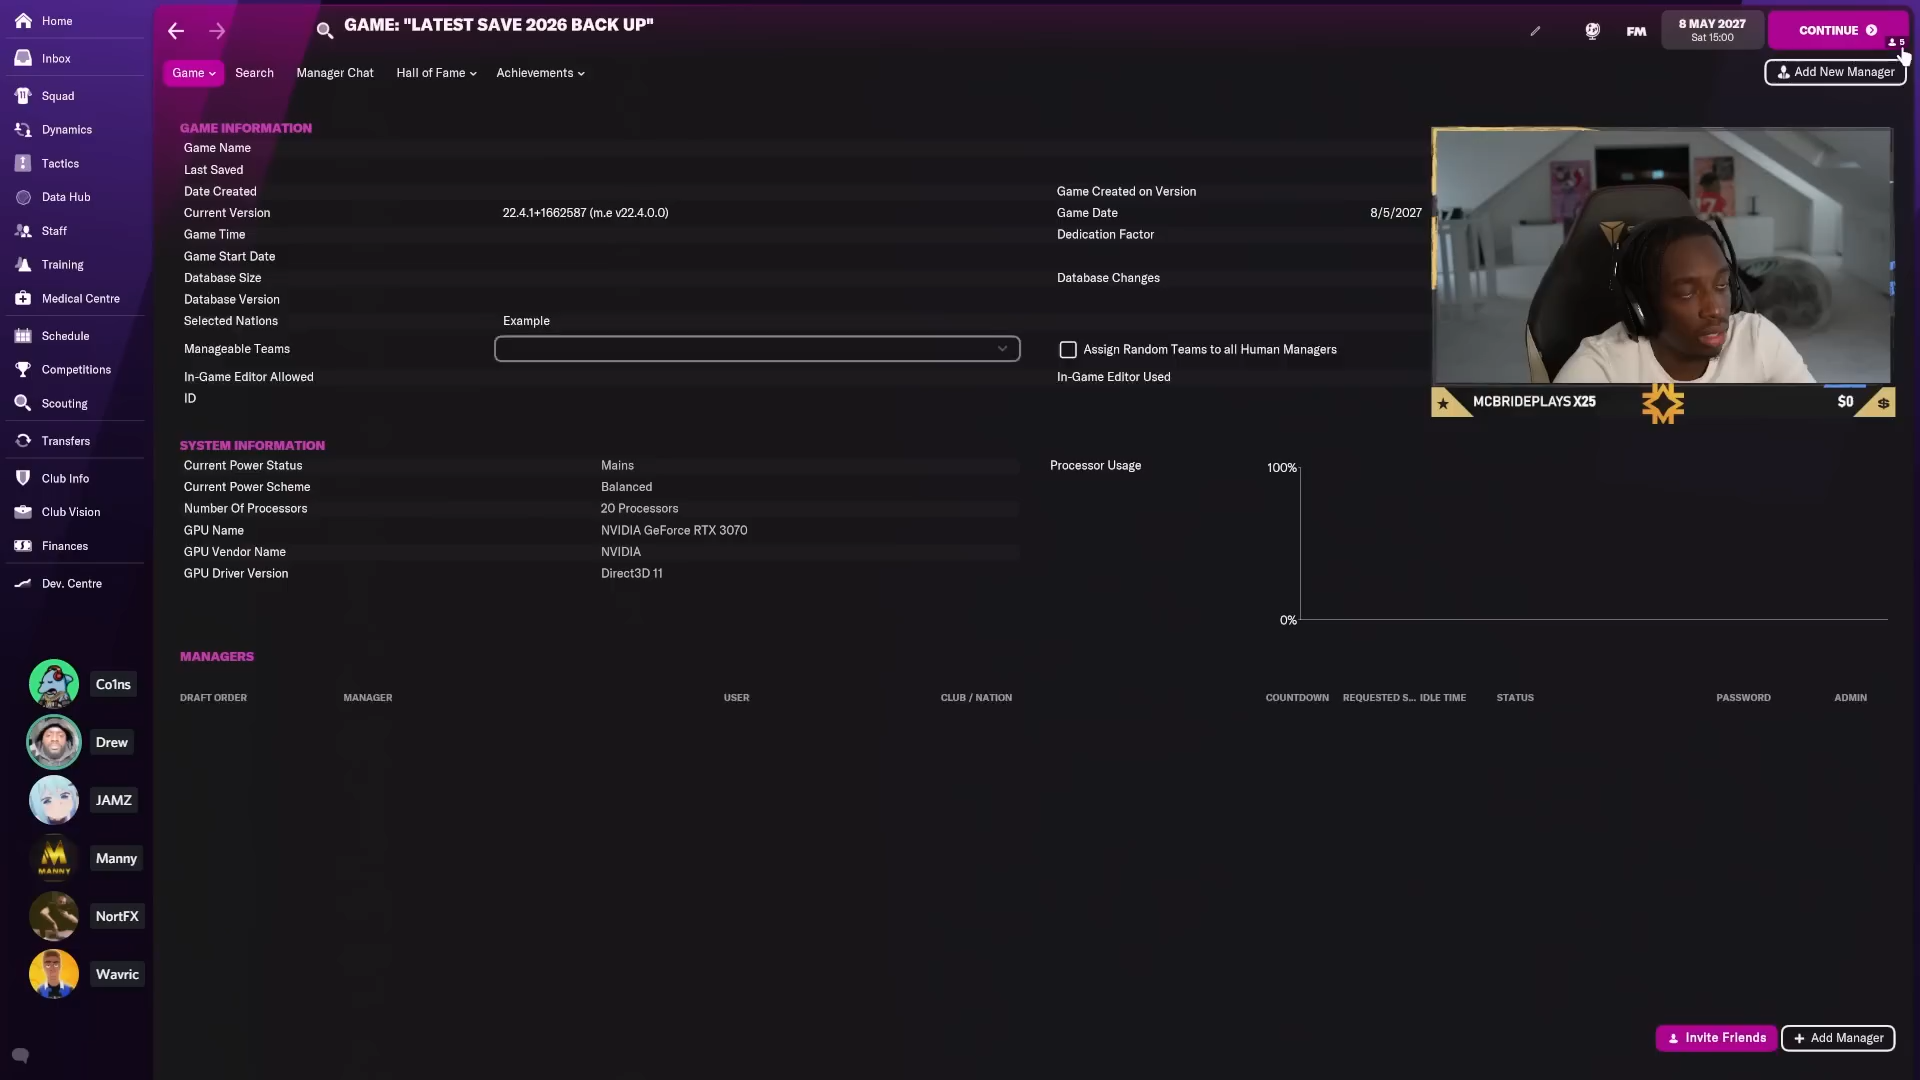 Home
Inbox
Squad
Dynamics
Tactics
Data Hub
Staff
Training
Medical Centre
Schedule
Competitions
Scouting
Transfers
Club Info
Club Vision
Finances
Dev. Centre
Co1ns
Drew
JAMZ
MANNY
Manny
NortFX
Wavric
GAME: "LATEST SAVE 2026 BACK UP"
FM
8 MAY 2027
Sat 15:00
CONTINUE
5
Game
Search
Manager Chat
Hall of Fame
Achievements
Add New Manager
GAME INFORMATION
Game Name
Last Saved
Date Created
Game Created on Version
Current Version 22.4.1+1662587 (m.e v22.4.0.0)
Game Date 8/5/2027
Game Time
Dedication Factor
Game Start Date
Database Size
Database Changes
Database Version
Selected Nations Example
Manageable Teams
Assign Random Teams to all Human Managers
In-Game Editor Allowed
In-Game Editor Used
ID
MCBRIDEPLAYS X25
$0
SYSTEM INFORMATION
Current Power Status Mains
Current Power Scheme Balanced
Number Of Processors 20 Processors
GPU Name NVIDIA GeForce RTX 3070
GPU Vendor Name NVIDIA
GPU Driver Version Direct3D 11
Processor Usage
100%
0%
MANAGERS
DRAFT ORDER MANAGER USER CLUB / NATION COUNTDOWN REQUESTED S... IDLE TIME STATUS PASSWORD ADMIN
Invite Friends
+ Add Manager